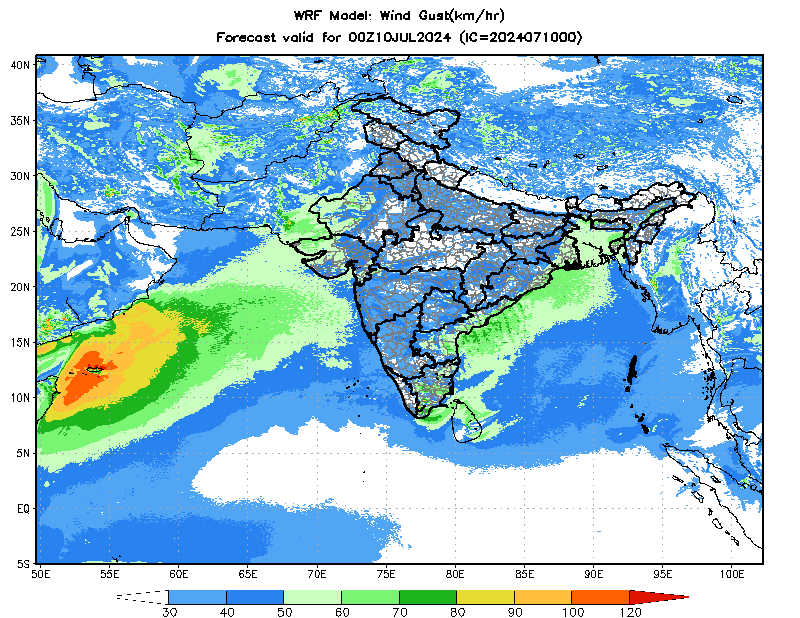 WRF Model: Wind Gust(km/hr)
Forecast valid for 00Z10JUL2024 (IC=2024071000)
40N
35N
30N
25N
20N
15N
10N
5N
EQ
5S
50E 55E 60E 65E 70E 75E 80E 85E 90E 95E 100E
30 40 50 60 70 80 90 100 120